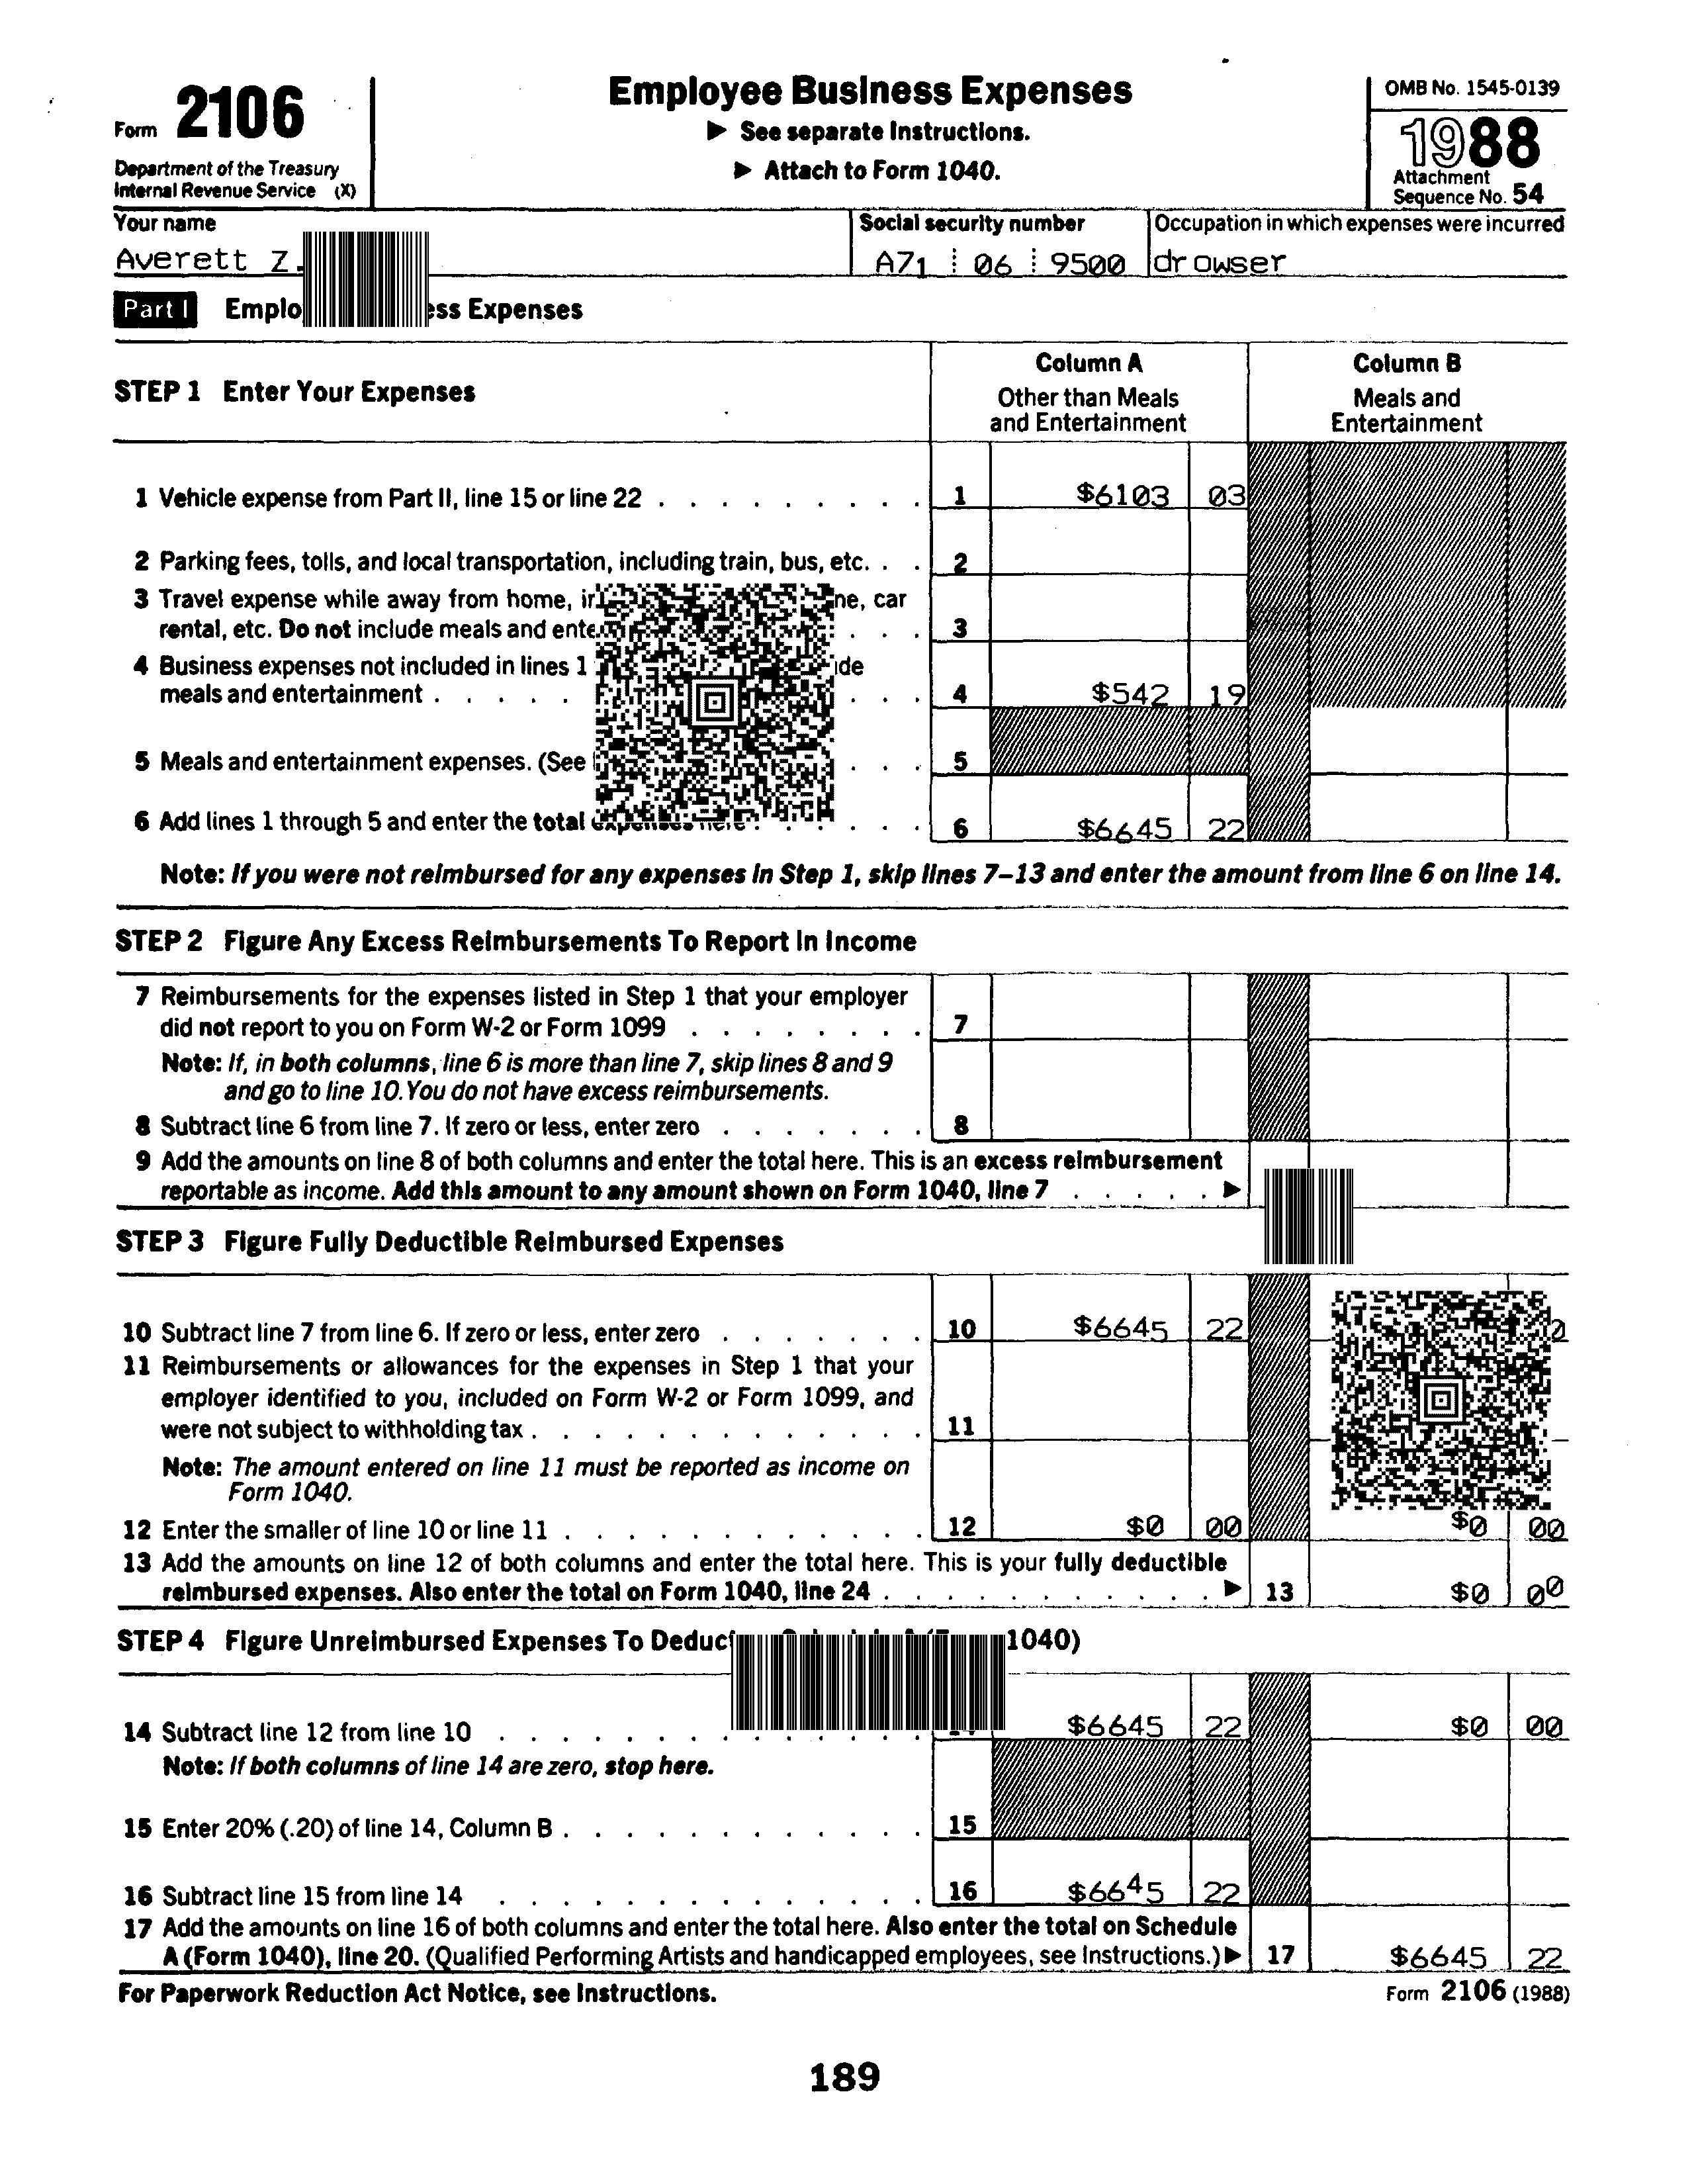 Form 2106
Department of the Treasury
Internal Revenue Service (X)
Employee Business Expenses
▶ See separate Instructions.
▶ Attach to Form 1040.
OMB No. 1545-0139
1988
Attachment
Sequence No. 54
Your name
Averett Z.
Social security number
A71 06 9500
Occupation in which expenses were incurred
drowser
Part I Expenses
STEP 1 Enter Your Expenses
Column A
Other than Meals
and Entertainment
Column B
Meals and
Entertainment
1 Vehicle expense from Part II, line 15 or line 22 . . . . . . . . . 1 $6103 03
2 Parking fees, tolls, and local transportation, including train, bus, etc. . . 2
3 Travel expense while away from home, car
rental, etc. Do not include meals and . . . 3
4 Business expenses not included in lines 1
meals and entertainment . . . . . . . . 4 $542 19
5 Meals and entertainment expenses. (See . . . 5
6 Add lines 1 through 5 and enter the total . . . . 6 $6645 22
Note: If you were not reimbursed for any expenses in Step 1, skip lines 7–13 and enter the amount from line 6 on line 14.
STEP 2 Figure Any Excess Reimbursements To Report In Income
7 Reimbursements for the expenses listed in Step 1 that your employer
did not report to you on Form W-2 or Form 1099 . . . . . . . . 7
Note: If, in both columns, line 6 is more than line 7, skip lines 8 and 9
and go to line 10. You do not have excess reimbursements.
8 Subtract line 6 from line 7. If zero or less, enter zero . . . . . . . 8
9 Add the amounts on line 8 of both columns and enter the total here. This is an excess reimbursement
reportable as income. Add this amount to any amount shown on Form 1040, line 7 . . . . . ▶
STEP 3 Figure Fully Deductible Reimbursed Expenses
10 Subtract line 7 from line 6. If zero or less, enter zero . . . . . . . 10 $6645 22
11 Reimbursements or allowances for the expenses in Step 1 that your
employer identified to you, included on Form W-2 or Form 1099, and
were not subject to withholding tax . . . . . . . . . . . . . 11
Note: The amount entered on line 11 must be reported as income on
Form 1040.
12 Enter the smaller of line 10 or line 11 . . . . . . . . . . . . 12 $0 00 $0 00
13 Add the amounts on line 12 of both columns and enter the total here. This is your fully deductible
reimbursed expenses. Also enter the total on Form 1040, line 24 . . . . . . . . . . . ▶ 13 $0 00
STEP 4 Figure Unreimbursed Expenses To 1040)
14 Subtract line 12 from line 10 . . . . . . . . . . . . . . $6645 22 $0 00
Note: If both columns of line 14 are zero, stop here.
15 Enter 20% (.20) of line 14, Column B . . . . . . . . . . . . 15
16 Subtract line 15 from line 14 . . . . . . . . . . . . . . 16 $6645 22
17 Add the amounts on line 16 of both columns and enter the total here. Also enter the total on Schedule
A (Form 1040), line 20. (Qualified Performing Artists and handicapped employees, see Instructions.) ▶ 17 $6645 22
For Paperwork Reduction Act Notice, see Instructions.
Form 2106 (1988)
189